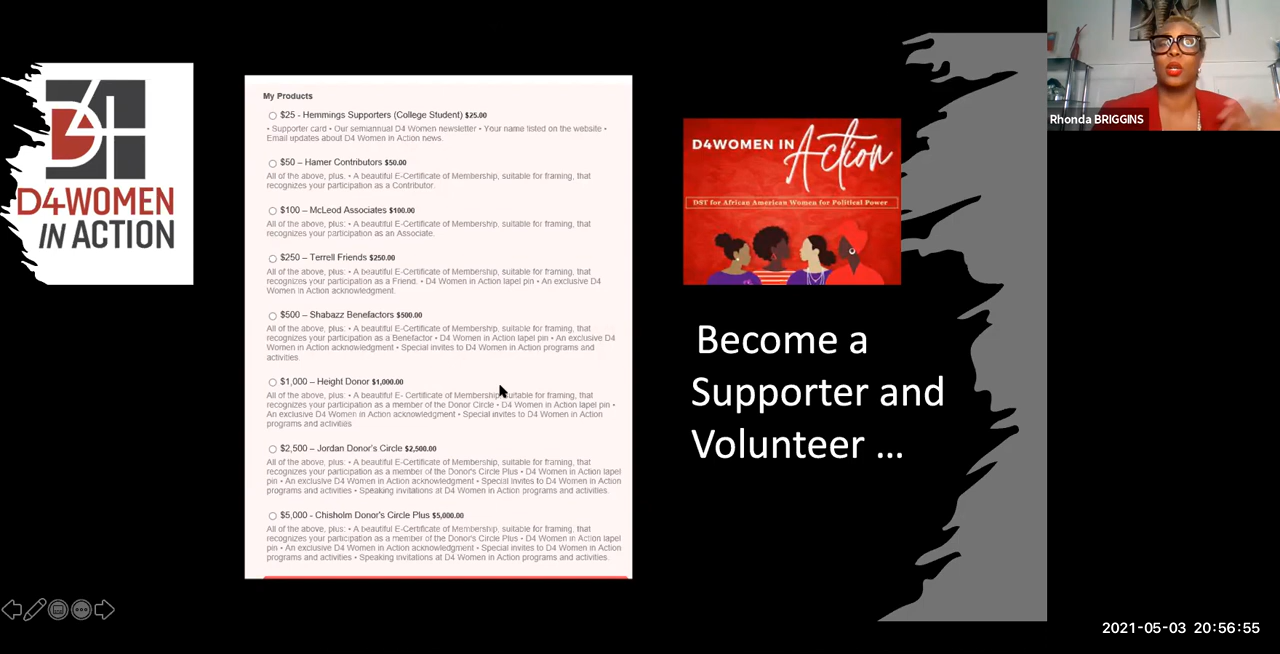 D4WOMEN
IN ACTION
My Products
$25 - Hemmings Supporters (College Student) $25.00
• Supporter card • Our semiannual D4 Women newsletter • Your name listed on the website •
Email updates about D4 Women in Action news.
$50 – Hamer Contributors $50.00
All of the above, plus. • A beautiful E-Certificate of Membership, suitable for framing, that
recognizes your participation as a Contributor.
$100 – McLeod Associates $100.00
All of the above, plus: • A beautiful E-Certificate of Membership, suitable for framing, that
recognizes your participation as an Associate.
$250 – Terrell Friends $250.00
All of the above, plus: • A beautiful E-Certificate of Membership, suitable for framing, that
recognizes your participation as a Friend. • D4 Women in Action lapel pin • An exclusive D4
Women in Action acknowledgment.
$500 – Shabazz Benefactors $500.00
All of the above, plus: • A beautiful E-Certificate of Membership, suitable for framing, that
recognizes your participation as a Benefactor • D4 Women in Action lapel pin • An exclusive D4
Women in Action acknowledgment • Special invites to D4 Women in Action programs and
activities
$1,000 – Height Donor $1,000.00
All of the above, plus: • A beautiful E- Certificate of Membership, suitable for framing, that
recognizes your participation as a member of the Donor Circle • D4 Women in Action lapel pin •
An exclusive D4 Women in Action acknowledgment • Special invites to D4 Women in Action
programs and activities
$2,500 – Jordan Donor's Circle $2,500.00
All of the above, plus: • A beautiful E-Certificate of Membership, suitable for framing, that
recognizes your participation as a member of the Donor's Circle Plus • D4 Women in Action lapel
pin • An exclusive D4 Women in Action acknowledgment • Special invites to D4 Women in Action
programs and activities • Speaking invitations at D4 Women in Action programs and activities.
$5,000 - Chisholm Donor's Circle Plus $5,000.00
All of the above, plus: • A beautiful E-Certificate of Membership, suitable for framing, that
recognizes your participation as a member of the Donor's Circle Plus • D4 Women in Action lapel
pin • An exclusive D4 Women in Action acknowledgment • Special invites to D4 Women in Action
programs and activities • Speaking invitations at D4 Women in Action programs and activities.
D4WOMEN IN Action
DST for African American Women for Political Power
Become a
Supporter and
Volunteer ...
Rhonda BRIGGINS
2021-05-03 20:56:55